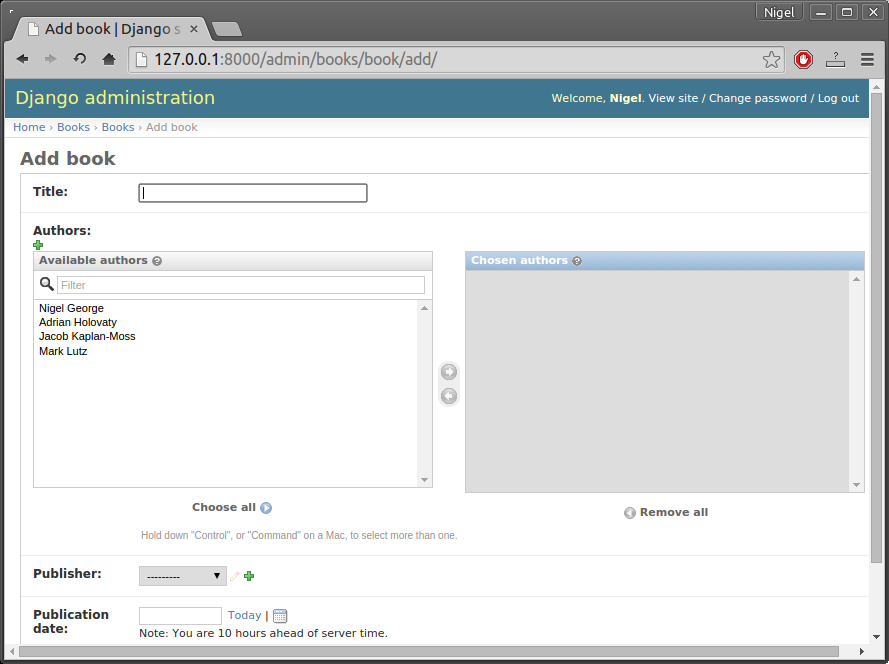 Nigel
Add book | Django s
127.0.0.1:8000/admin/books/book/add/
Django administration
Welcome, Nigel. View site / Change password / Log out
Home › Books › Books › Add book
Add book
Title:
Authors:
Available authors ?
Chosen authors ?
Filter
Nigel George
Adrian Holovaty
Jacob Kaplan-Moss
Mark Lutz
Choose all
Remove all
Hold down "Control", or "Command" on a Mac, to select more than one.
Publisher:
---------
Publication date:
Today |
Note: You are 10 hours ahead of server time.